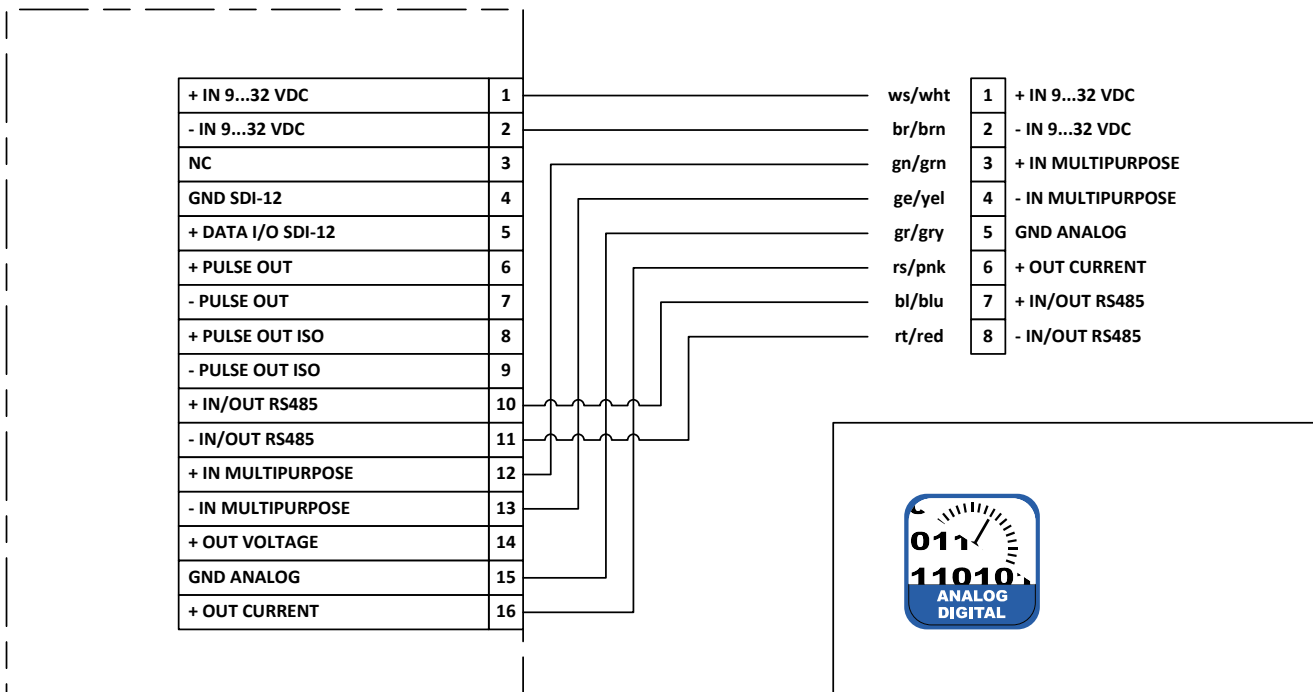 + IN 9...32 VDC 1
- IN 9...32 VDC 2
NC 3
GND SDI-12 4
+ DATA I/O SDI-12 5
+ PULSE OUT 6
- PULSE OUT 7
+ PULSE OUT ISO 8
- PULSE OUT ISO 9
+ IN/OUT RS485 10
- IN/OUT RS485 11
+ IN MULTIPURPOSE 12
- IN MULTIPURPOSE 13
+ OUT VOLTAGE 14
GND ANALOG 15
+ OUT CURRENT 16
ws/wht 1 + IN 9...32 VDC
br/brn 2 - IN 9...32 VDC
gn/grn 3 + IN MULTIPURPOSE
ge/yel 4 - IN MULTIPURPOSE
gr/gry 5 GND ANALOG
rs/pnk 6 + OUT CURRENT
bl/blu 7 + IN/OUT RS485
rt/red 8 - IN/OUT RS485
011
11010
ANALOG
DIGITAL